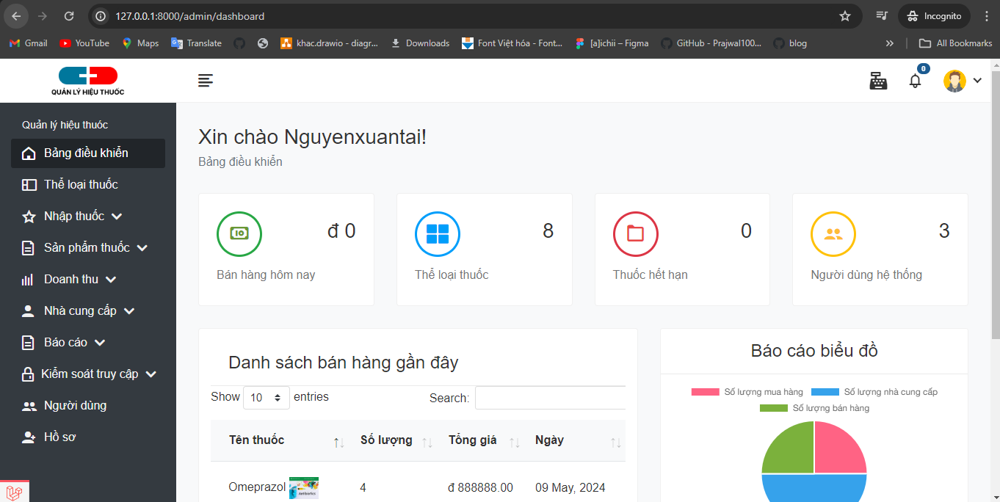 127.0.0.1:8000/admin/dashboard
Incognito
Gmail
YouTube
Maps
Translate
khac.drawio - diagr...
Downloads
Font Việt hóa - Font...
[a]ichii – Figma
GitHub - Prajwal100...
blog
All Bookmarks
QUẢN LÝ HIỆU THUỐC
0
Quản lý hiệu thuóc
Bảng điều khiển
Thể loại thuốc
Nhập thuốc
Sản phẩm thuốc
Doanh thu
Nhà cung cấp
Báo cáo
Kiểm soát truy cập
Người dùng
Hồ sơ
Xin chào Nguyenxuantai!
Bảng điều khiển
đ 0
Bán hàng hôm nay
8
Thể loại thuốc
0
Thuốc hết hạn
3
Người dùng hệ thống
Danh sách bán hàng gần đây
Show 10 entries
Search:
Tên thuốc Số lượng Tổng giá Ngày
Omeprazol Antibiotics 4 đ 888888.00 09 May, 2024
Báo cáo biểu đồ
Số lượng mua hàng Số lượng nhà cung cấp
Số lượng bán hàng